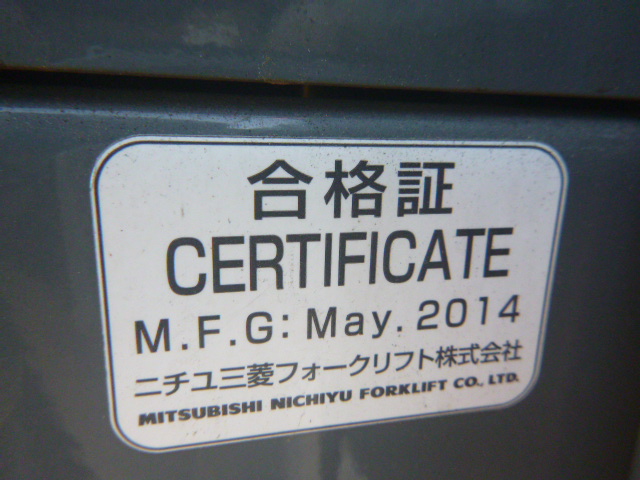 合格証
CERTIFICATE
M.F.G: May. 2014
ニチユ三菱フォークリフト株式会社
MITSUBISHI NICHIYU FORKLIFT CO., LTD.